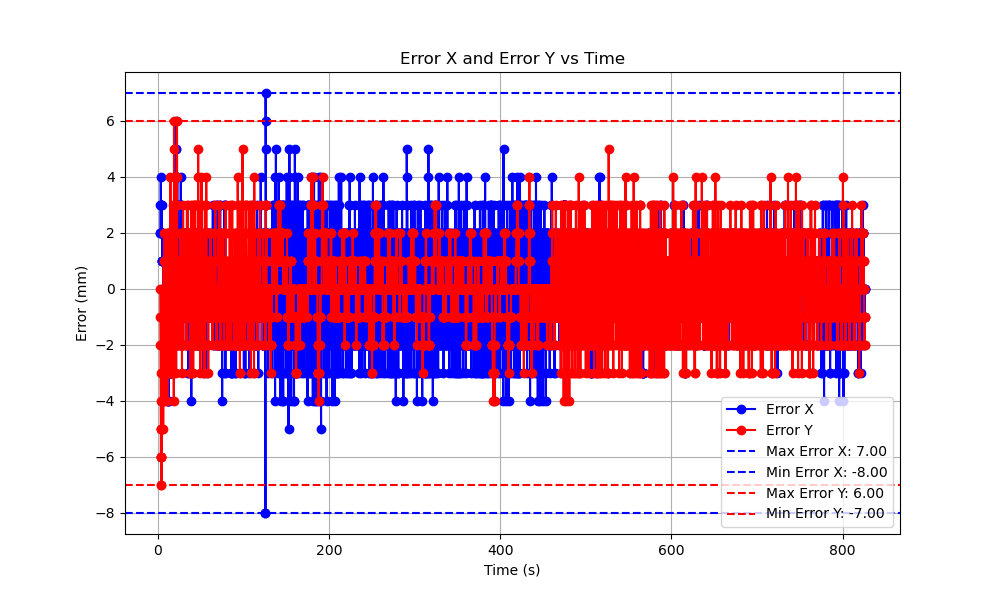 Error X and Error Y vs Time
Error (mm)
6
4
2
0
−2
−4
−6
−8
0
200
400
600
800
Time (s)
Error X
Error Y
Max Error X: 7.00
Min Error X: -8.00
Max Error Y: 6.00
Min Error Y: -7.00